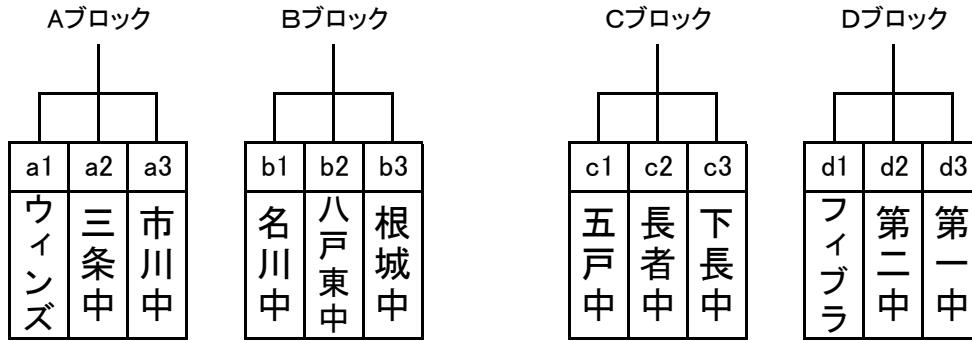 Aブロック Bブロック Cブロック Dブロック
a1 a2 a3 b1 b2 b3 c1 c2 c3 d1 d2 d3
ウィンズ
三条中
市川中
名川中
八戸東中
根城中
五戸中
長者中
下長中
フィブラ
第二中
第一中